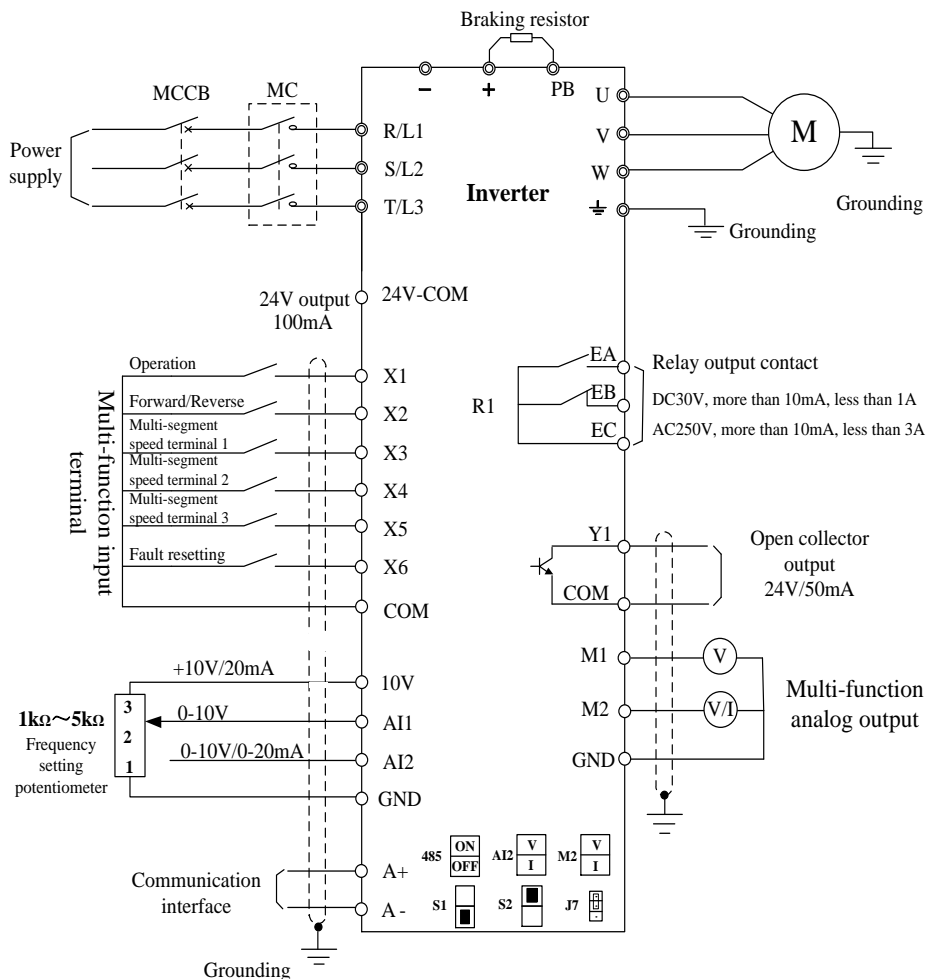 Braking resistor
MCCB
MC
−
+
PB
Power
supply
R/L1
S/L2
T/L3
Inverter
U
V
W
M
Grounding
Grounding
24V output
100mA
24V-COM
Multi-function input
terminal
Operation
X1
Forward/Reverse
X2
Multi-segment
speed terminal 1
X3
Multi-segment
speed terminal 2
X4
Multi-segment
speed terminal 3
X5
Fault resetting
X6
COM
R1
EA
EB
EC
Relay output contact
DC30V, more than 10mA, less than 1A
AC250V, more than 10mA, less than 3A
Y1
COM
Open collector
output
24V/50mA
+10V/20mA
10V
1kΩ~5kΩ
Frequency
setting
potentiometer
3
2
1
0-10V
AI1
0-10V/0-20mA
AI2
GND
M1
V
M2
V/I
GND
Multi-function
analog output
Communication
interface
A+
A -
485
ON
OFF
AI2
V
I
M2
V
I
S1
S2
J7
Grounding